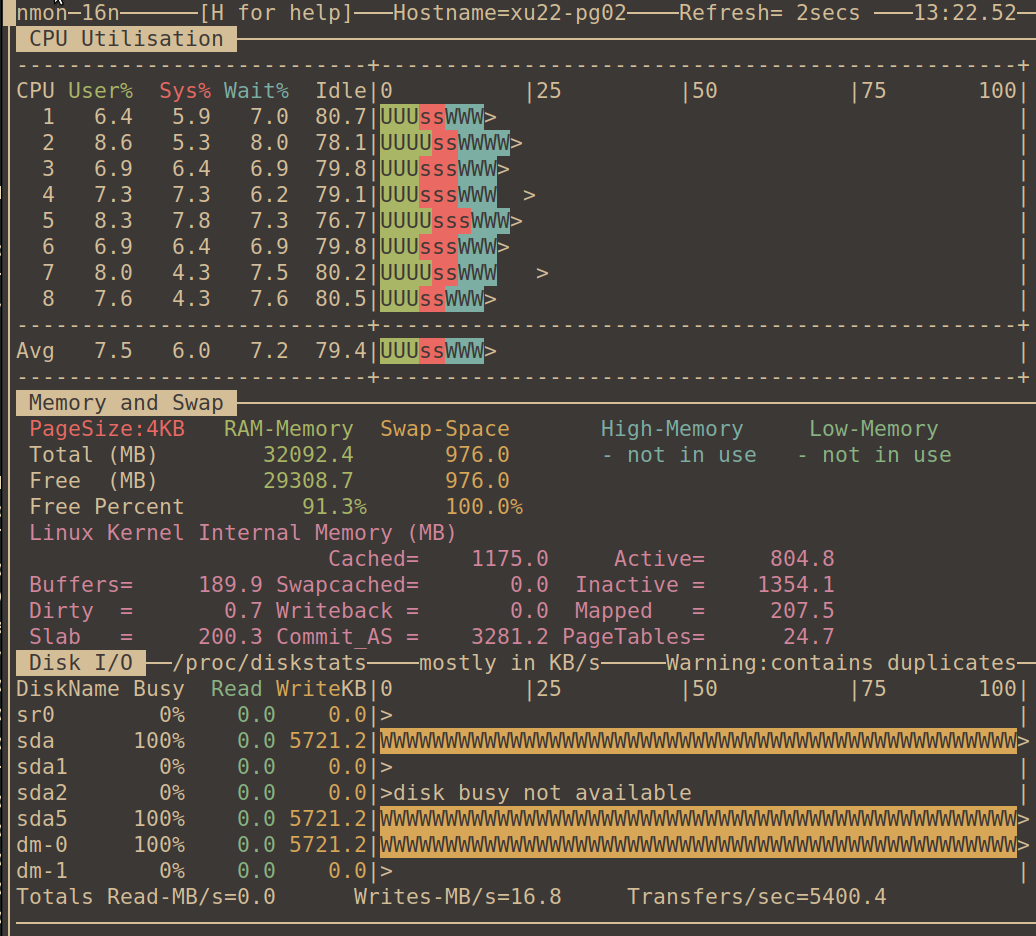 nmon─16n──────[H for help]───Hostname=xu22-pg02────Refresh= 2secs ───13:22.52─
CPU Utilisation
---------------------------+-------------------------------------------------+
CPU User%  Sys% Wait%  Idle|0          |25         |50          |75       100|
1   6.4   5.9   7.0  80.7|UUUssWWW>                                         |
2   8.6   5.3   8.0  78.1|UUUUssWWWW>                                       |
3   6.9   6.4   6.9  79.8|UUUsssWWW>                                        |
4   7.3   7.3   6.2  79.1|UUUsssWWW  >                                      |
5   8.3   7.8   7.3  76.7|UUUUsssWWW>                                       |
6   6.9   6.4   6.9  79.8|UUUsssWWW>                                        |
7   8.0   4.3   7.5  80.2|UUUUssWWW   >                                     |
8   7.6   4.3   7.6  80.5|UUUssWWW>                                         |
---------------------------+-------------------------------------------------+
Avg   7.5   6.0   7.2  79.4|UUUssWWW>                                         |
---------------------------+-------------------------------------------------+
Memory and Swap
PageSize:4KB   RAM-Memory  Swap-Space       High-Memory     Low-Memory
Total (MB)        32092.4       976.0       - not in use   - not in use
Free  (MB)        29308.7       976.0
Free Percent         91.3%      100.0%
Linux Kernel Internal Memory (MB)
Cached=    1175.0     Active=     804.8
Buffers=     189.9 Swapcached=       0.0  Inactive =    1354.1
Dirty  =       0.7 Writeback =       0.0  Mapped   =     207.5
Slab   =     200.3 Commit_AS =    3281.2 PageTables=      24.7
Disk I/O ──/proc/diskstats────mostly in KB/s─────Warning:contains duplicates─
DiskName Busy  Read WriteKB|0          |25         |50          |75       100|
sr0        0%    0.0    0.0|>                                                |
sda      100%    0.0 5721.2|WWWWWWWWWWWWWWWWWWWWWWWWWWWWWWWWWWWWWWWWWWWWWWWWW>
sda1       0%    0.0    0.0|>                                                |
sda2       0%    0.0    0.0|>disk busy not available                         |
sda5     100%    0.0 5721.2|WWWWWWWWWWWWWWWWWWWWWWWWWWWWWWWWWWWWWWWWWWWWWWWWW>
dm-0     100%    0.0 5721.2|WWWWWWWWWWWWWWWWWWWWWWWWWWWWWWWWWWWWWWWWWWWWWWWWW>
dm-1       0%    0.0    0.0|>                                                |
Totals Read-MB/s=0.0      Writes-MB/s=16.8     Transfers/sec=5400.4